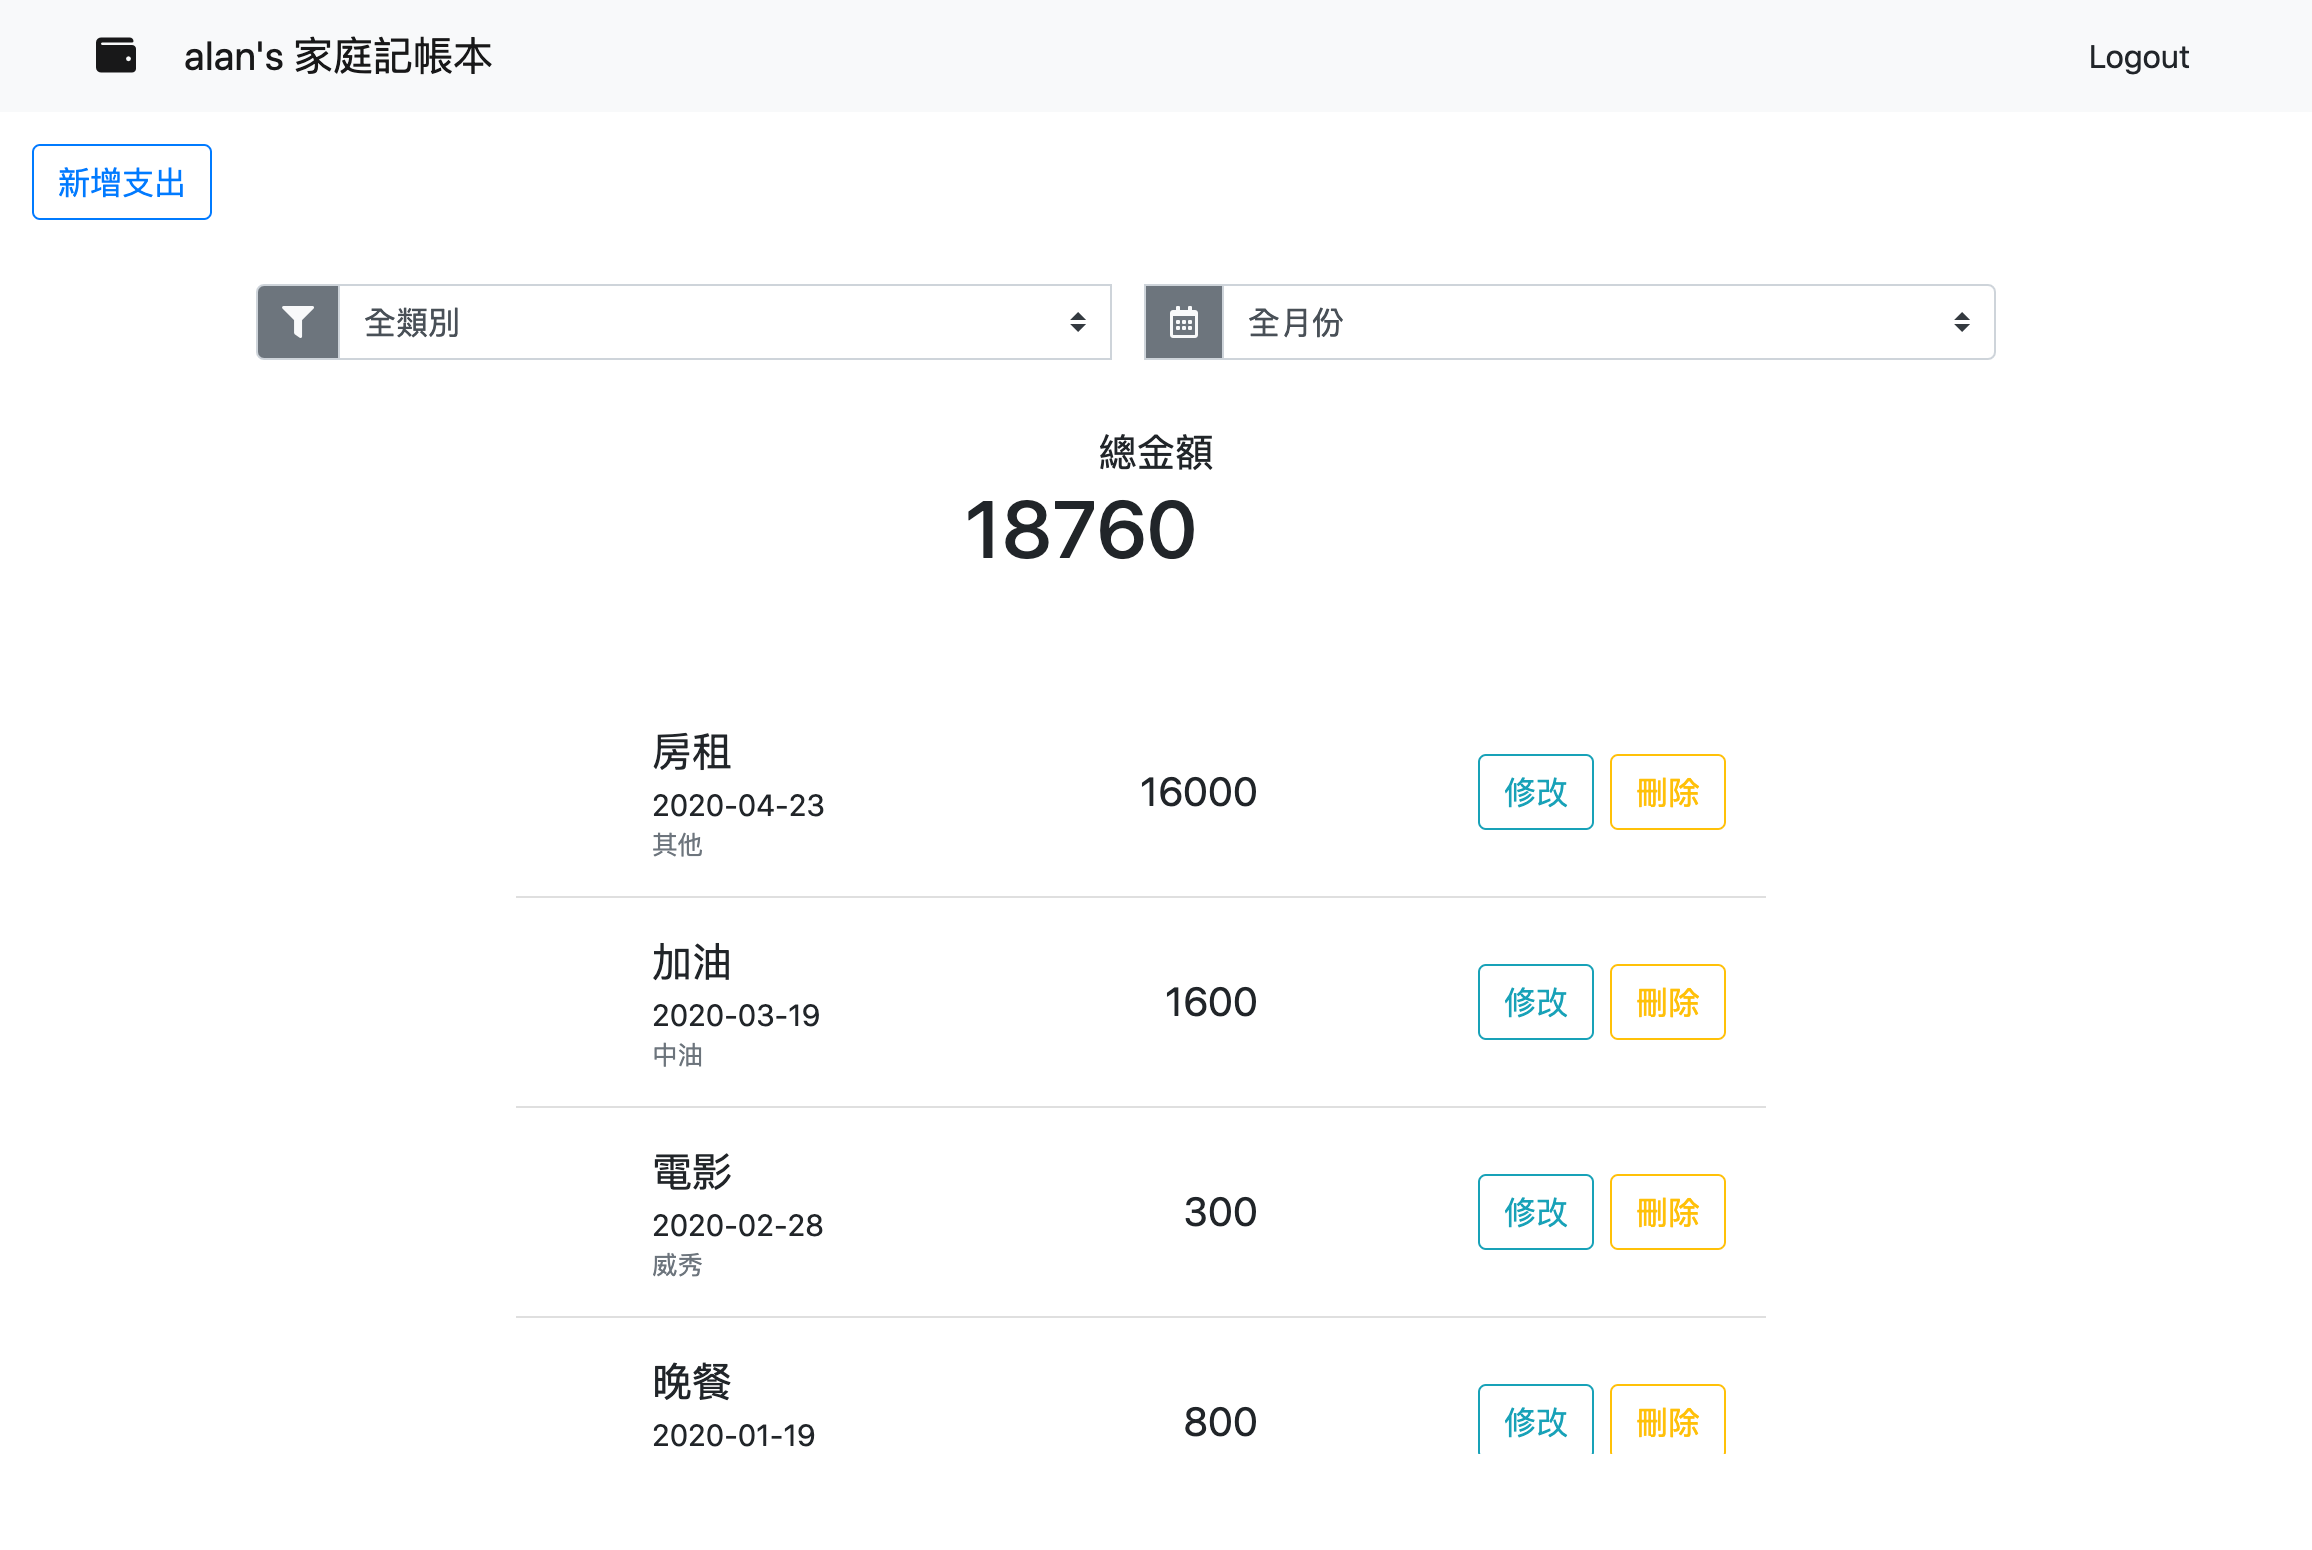 alan's 家庭記帳本
Logout
新增支出
全類別
全月份
總金額
18760
房租
2020-04-23
其他
16000
修改
刪除
加油
2020-03-19
中油
1600
修改
刪除
電影
2020-02-28
威秀
300
修改
刪除
晚餐
2020-01-19
800
修改
刪除